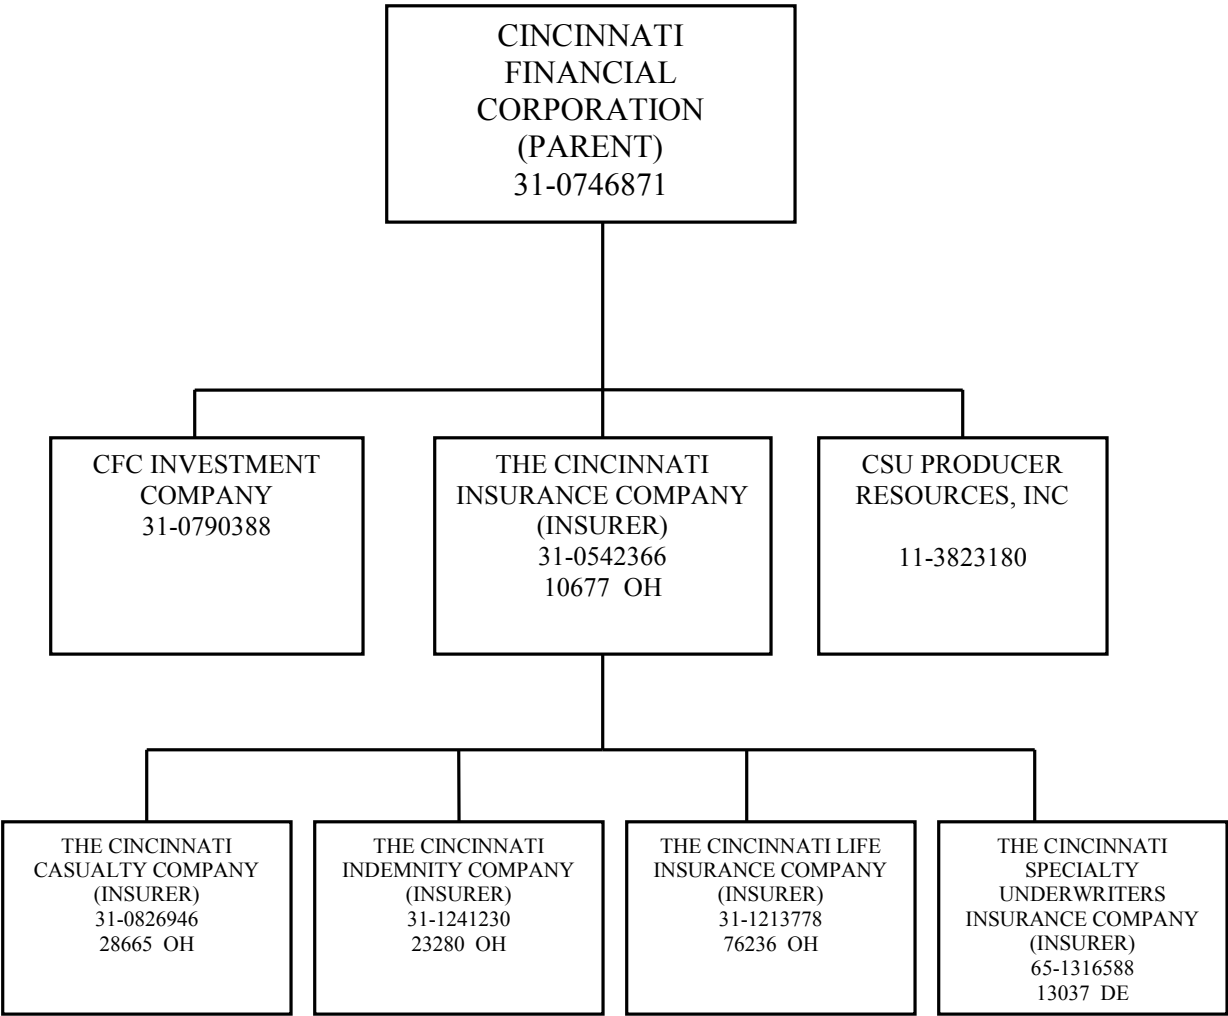 CINCINNATI
FINANCIAL
CORPORATION
(PARENT)
31-0746871
CFC INVESTMENT
COMPANY
31-0790388
THE CINCINNATI
INSURANCE COMPANY
(INSURER)
31-0542366
10677 OH
CSU PRODUCER
RESOURCES, INC
11-3823180
THE CINCINNATI
CASUALTY COMPANY
(INSURER)
31-0826946
28665 OH
THE CINCINNATI
INDEMNITY COMPANY
(INSURER)
31-1241230
23280 OH
THE CINCINNATI LIFE
INSURANCE COMPANY
(INSURER)
31-1213778
76236 OH
THE CINCINNATI
SPECIALTY
UNDERWRITERS
INSURANCE COMPANY
(INSURER)
65-1316588
13037 DE